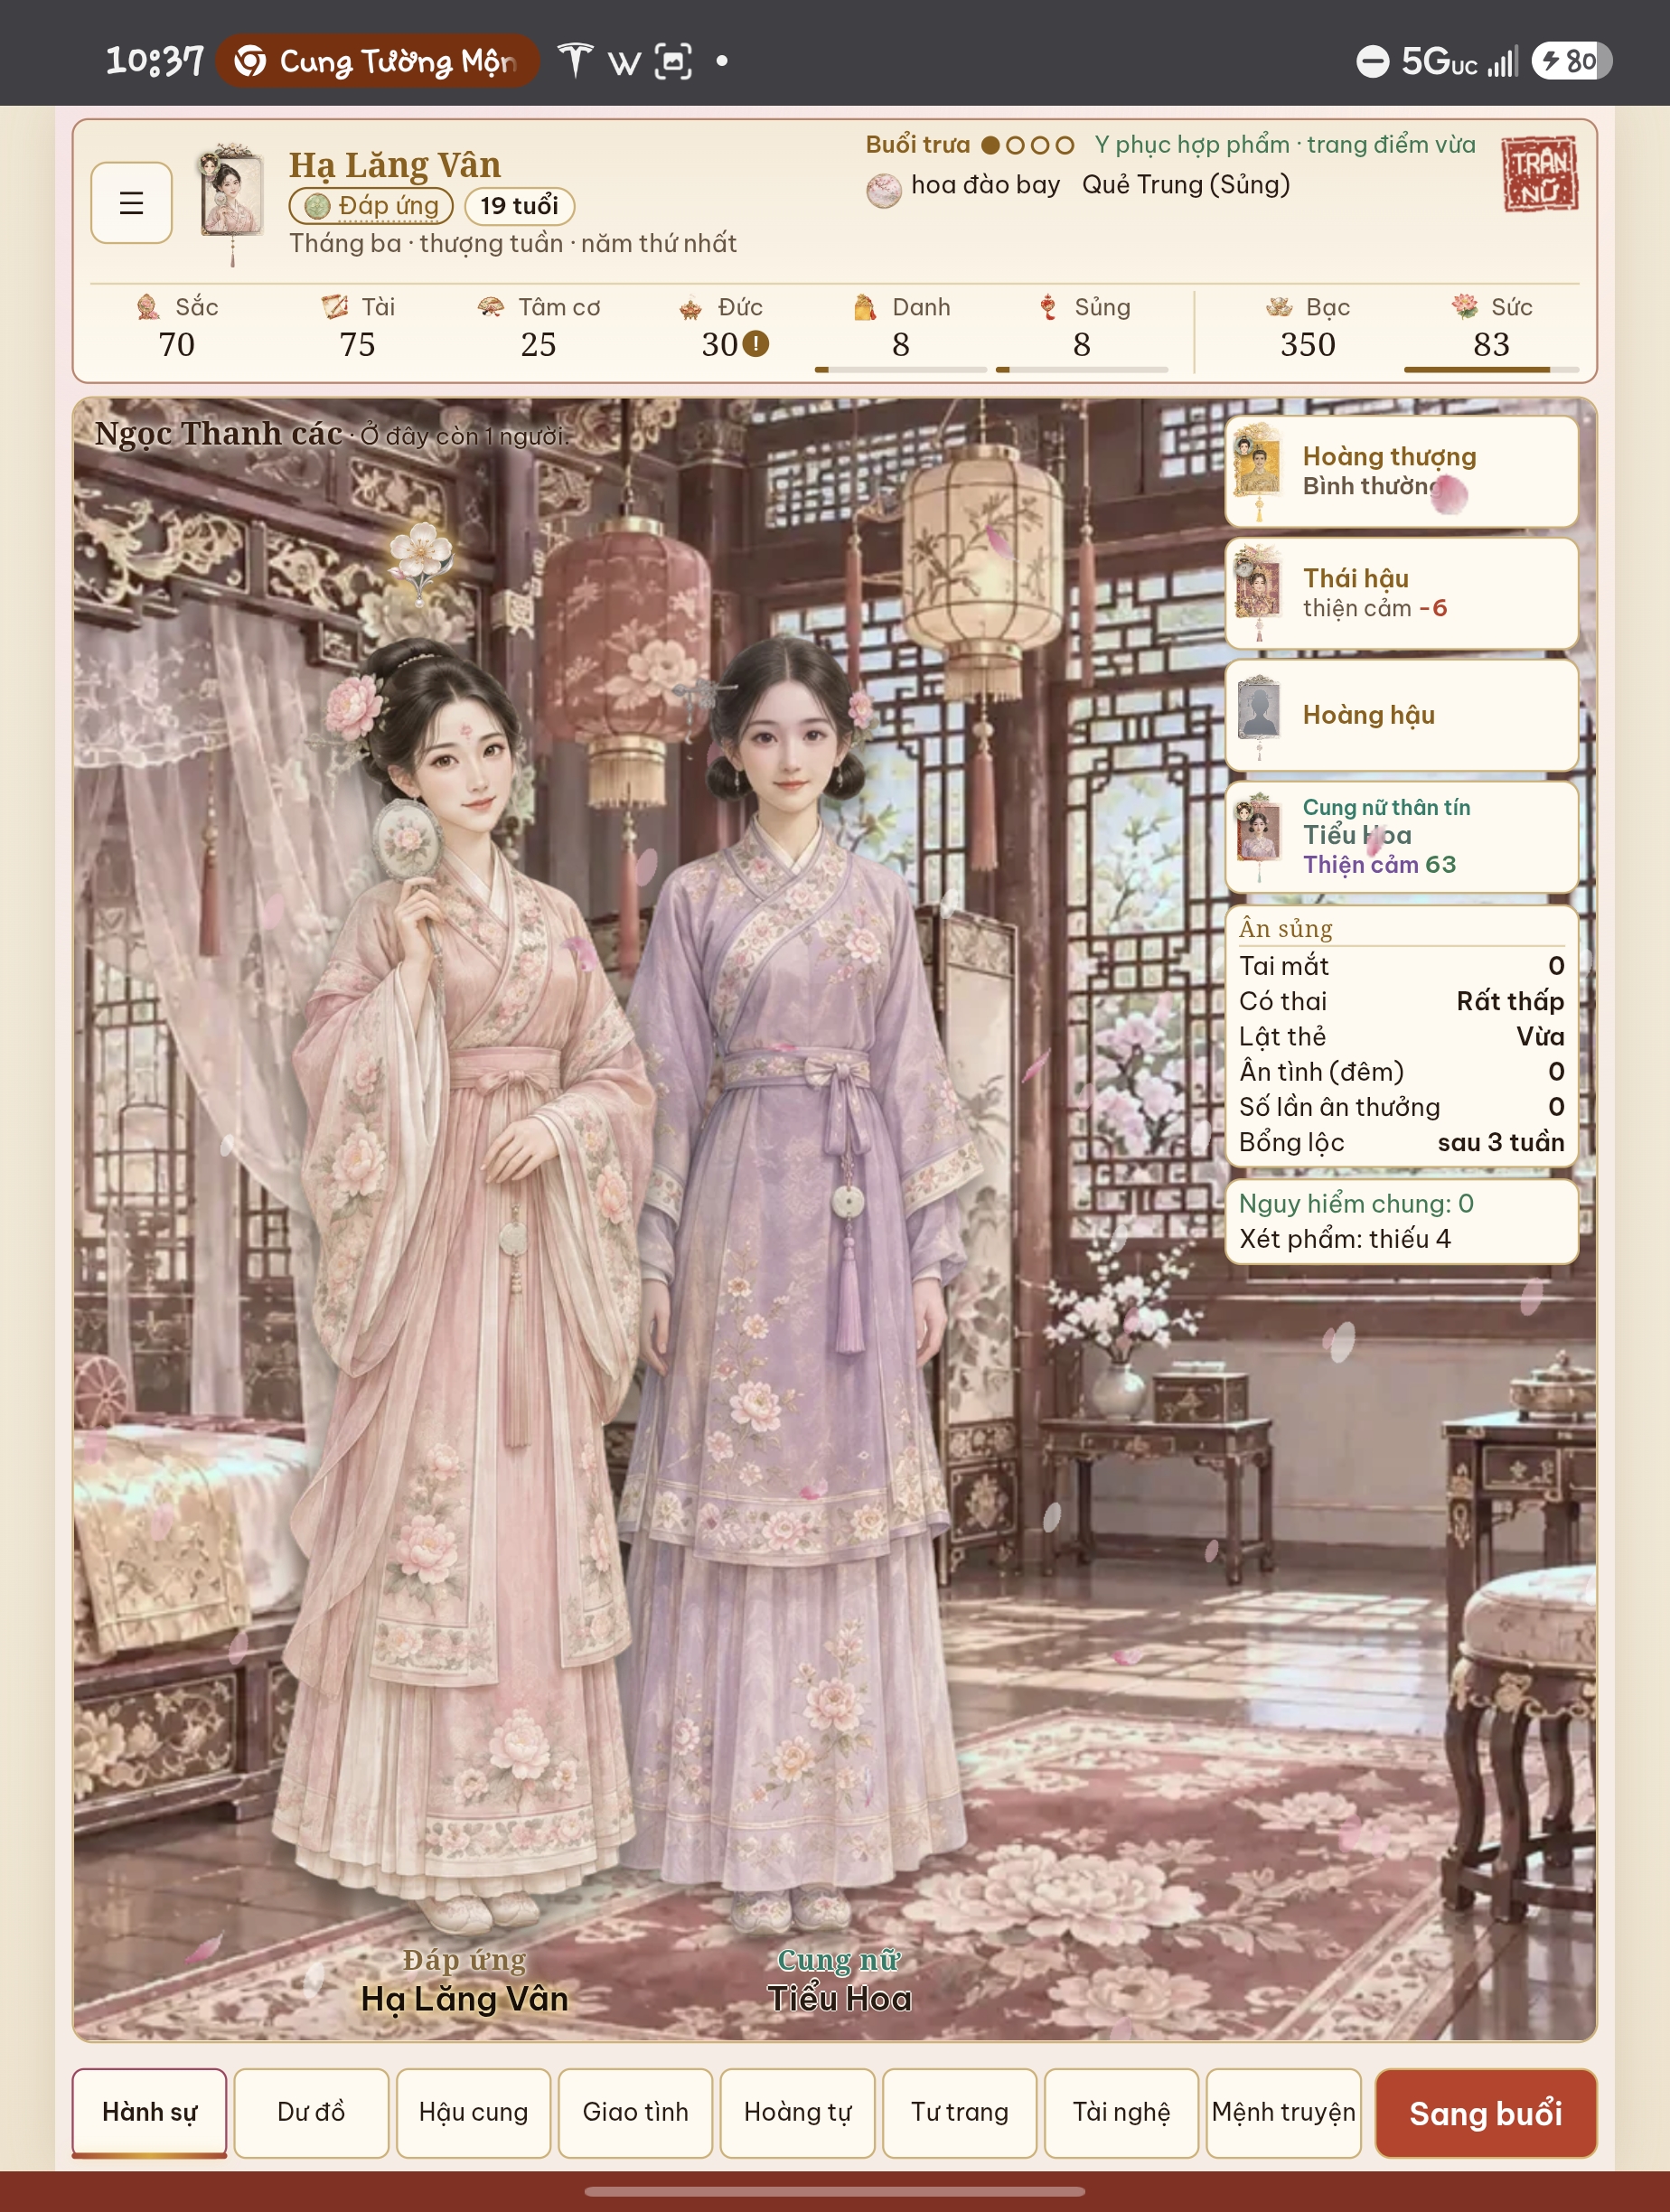 10:37
Cung Tường Mộn
5G UC
80
☰
Hạ Lăng Vân
Đáp ứng
19 tuổi
Tháng ba · thượng tuần · năm thứ nhất
Buổi trưa
Y phục hợp phẩm · trang điểm vừa
hoa đào bay
Quẻ Trung (Sủng)
TRÂN
NỮ
Sắc
Tài
Tâm cơ
Đức
Danh
Sủng
Bạc
Sức
70
75
25
30 !
8
8
350
83
Ngọc Thanh các · Ở đây còn 1 người.
Hoàng thượng
Bình thường
Thái hậu
thiện cảm -6
Hoàng hậu
Cung nữ thân tín
Tiểu Hoa
Thiện cảm 63
Ân sủng
Tai mắt 0
Có thai Rất thấp
Lật thẻ Vừa
Ân tình (đêm) 0
Số lần ân thưởng 0
Bổng lộc sau 3 tuần
Nguy hiểm chung: 0
Xét phẩm: thiếu 4
Đáp ứng
Hạ Lăng Vân
Cung nữ
Tiểu Hoa
Hành sự
Dư đồ
Hậu cung
Giao tình
Hoàng tự
Tư trang
Tài nghệ
Mệnh truyện
Sang buổi